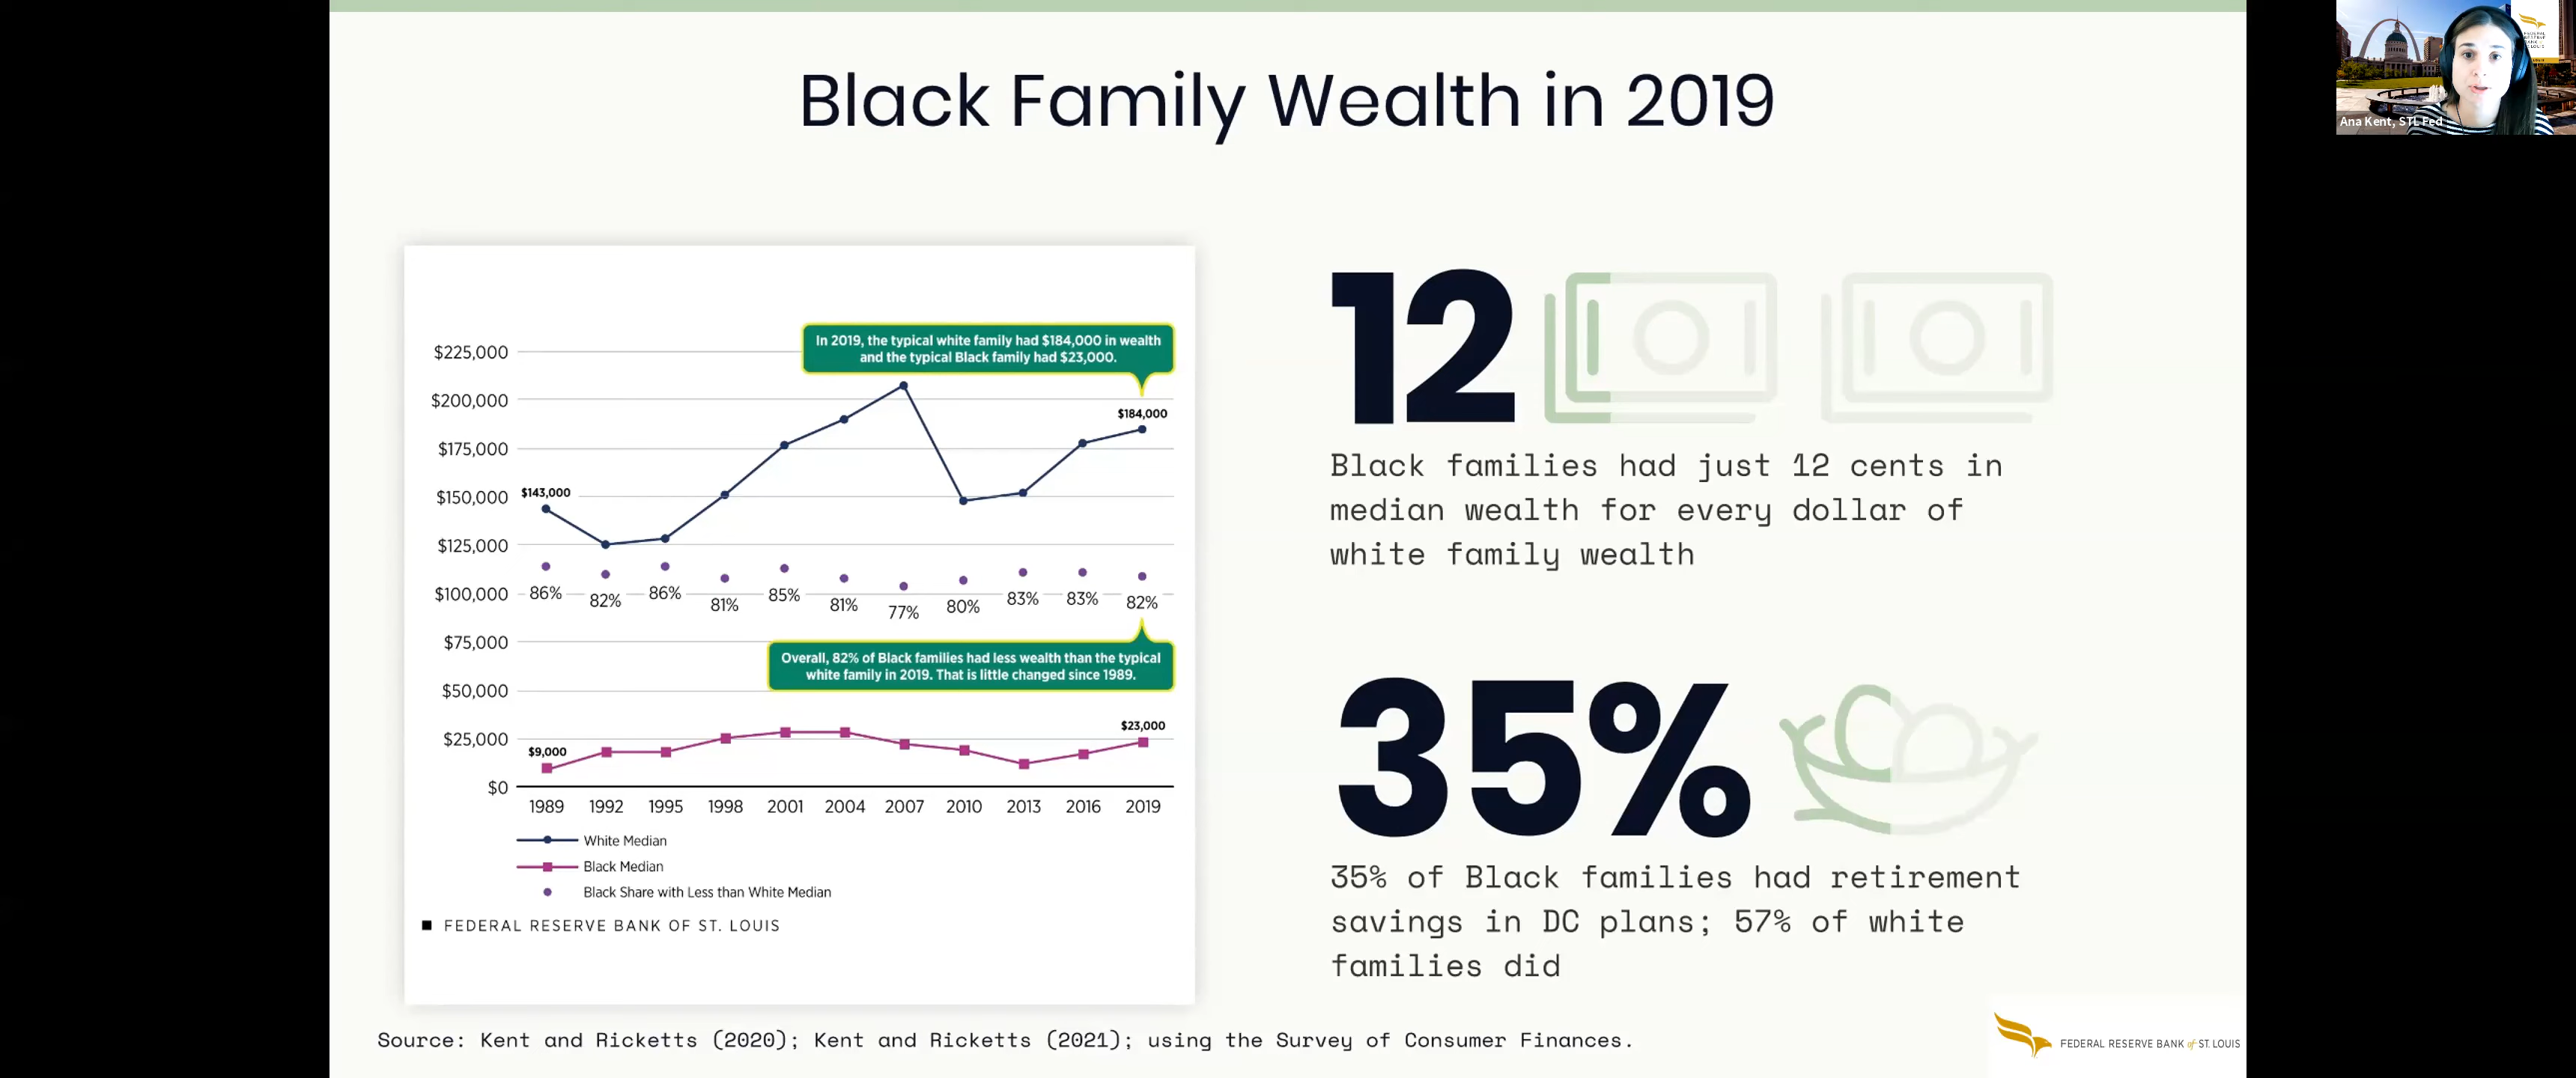 Black Family Wealth in 2019
Ana Kent, STL Fed
In 2019, the typical white family had $184,000 in wealth
and the typical Black family had $23,000.
$225,000
$200,000
$175,000
$150,000
$125,000
$100,000
$75,000
$50,000
$25,000
$0
$143,000
$184,000
86%
82%
86%
81%
85%
81%
77%
80%
83%
83%
82%
Overall, 82% of Black families had less wealth than the typical
white family in 2019. That is little changed since 1989.
$9,000
$23,000
1989 1992 1995 1998 2001 2004 2007 2010 2013 2016 2019
White Median
Black Median
Black Share with Less than White Median
FEDERAL RESERVE BANK OF ST. LOUIS
12
Black families had just 12 cents in
median wealth for every dollar of
white family wealth
35%
35% of Black families had retirement
savings in DC plans; 57% of white
families did
Source: Kent and Ricketts (2020); Kent and Ricketts (2021); using the Survey of Consumer Finances.
FEDERAL RESERVE BANK of ST. LOUIS